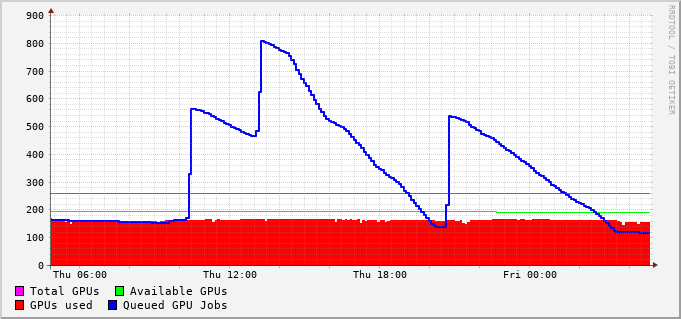 900
800
700
600
500
400
300
200
100
0
Thu 06:00 Thu 12:00 Thu 18:00 Fri 00:00
Total GPUs Available GPUs
GPUs used Queued GPU Jobs
RRDTOOL / TOBI OETIKER